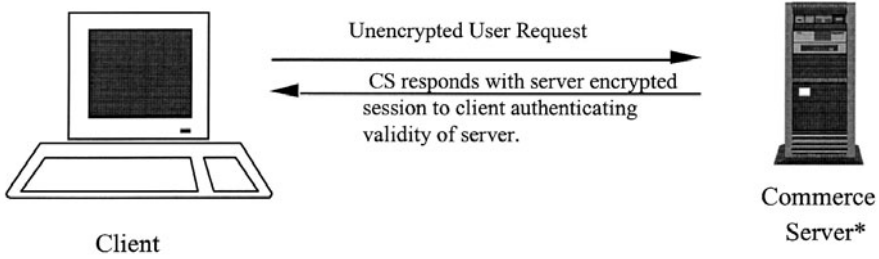 Unencrypted User Request
CS responds with server encrypted
session to client authenticating
validity of server.
Commerce
Server*
Client